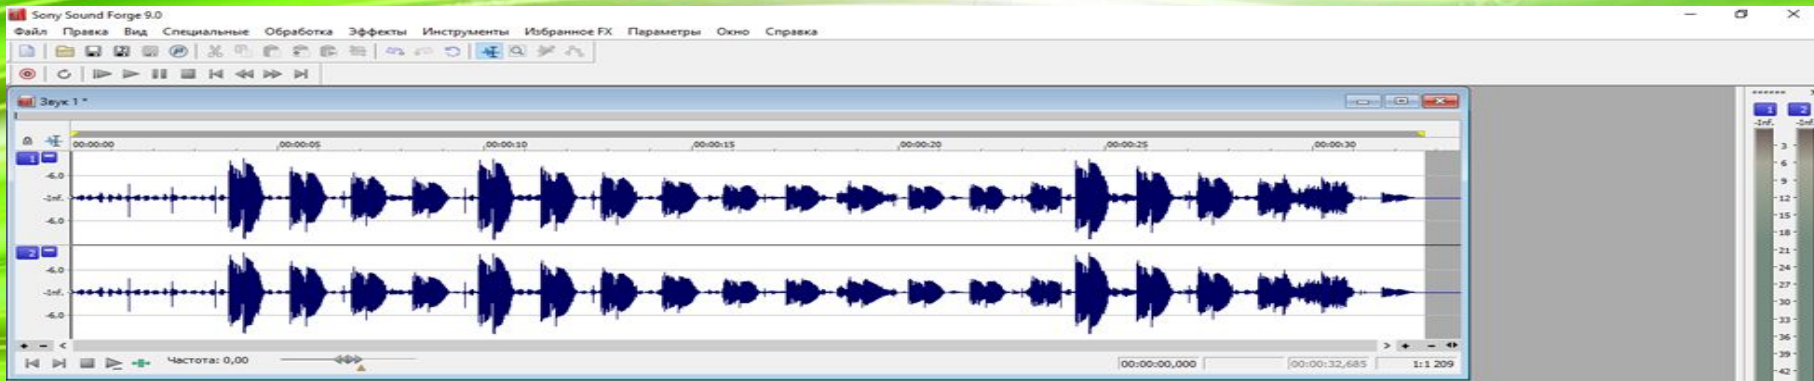 Sony Sound Forge 9.0
Файл Правка Вид Специальные Обработка Эффекты Инструменты Избранное FX Параметры Окно Справка
Звук 1 *
00:00:00 00:00:05 00:00:10 00:00:15 00:00:20 00:00:25 00:00:30
1
-6.0
-Inf.
-6.0
2
-6.0
-Inf.
-6.0
Частота: 0,00
00:00:00,000 00:00:32,685 1:1 209
1 2
-Inf. -Inf
- 3 -
- 6 -
- 9 -
-12 -
-15 -
-18 -
-21 -
-24 -
-27 -
-30 -
-33 -
-36 -
-39 -
-42 -